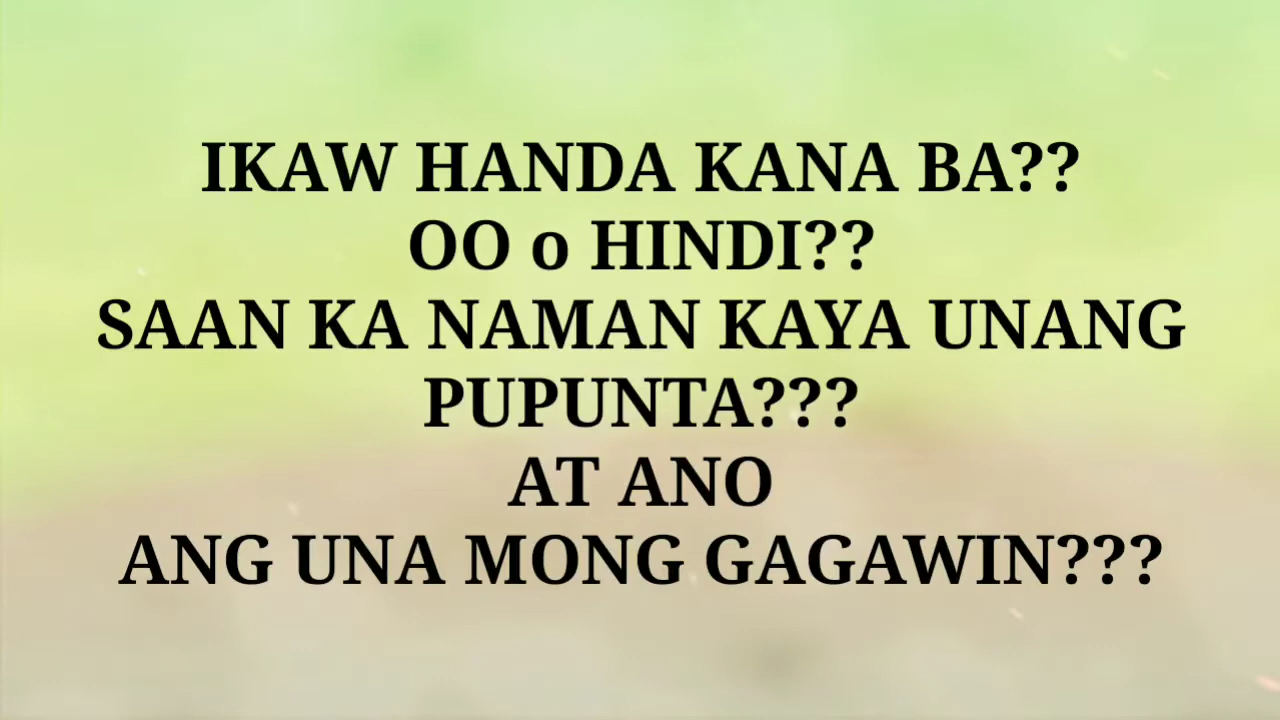 IKAW HANDA KANA BA??
OO o HINDI??
SAAN KA NAMAN KAYA UNANG
PUPUNTA???
AT ANO
ANG UNA MONG GAGAWIN???